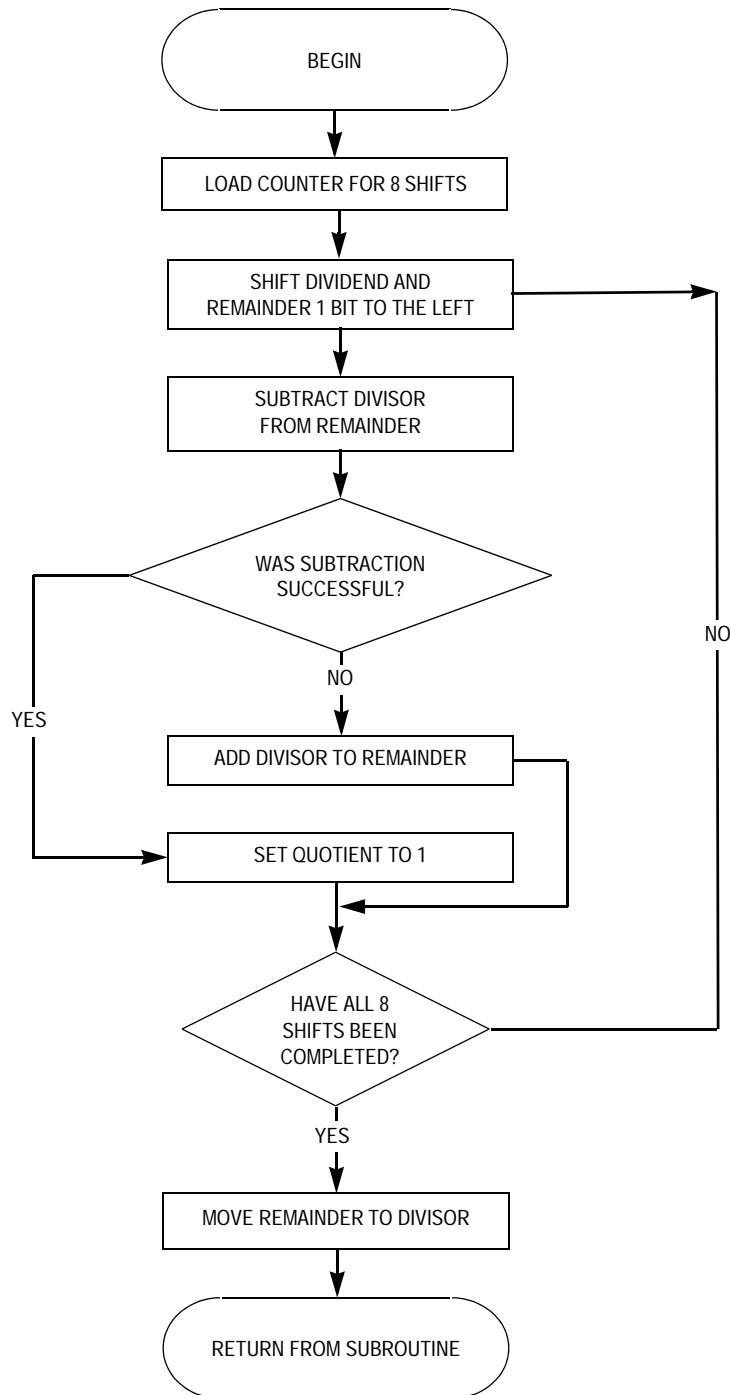 BEGIN
LOAD COUNTER FOR 8 SHIFTS
SHIFT DIVIDEND AND
REMAINDER 1 BIT TO THE LEFT
SUBTRACT DIVISOR
FROM REMAINDER
WAS SUBTRACTION
SUCCESSFUL?
NO
NO
YES
ADD DIVISOR TO REMAINDER
SET QUOTIENT TO 1
HAVE ALL 8
SHIFTS BEEN
COMPLETED?
YES
MOVE REMAINDER TO DIVISOR
RETURN FROM SUBROUTINE